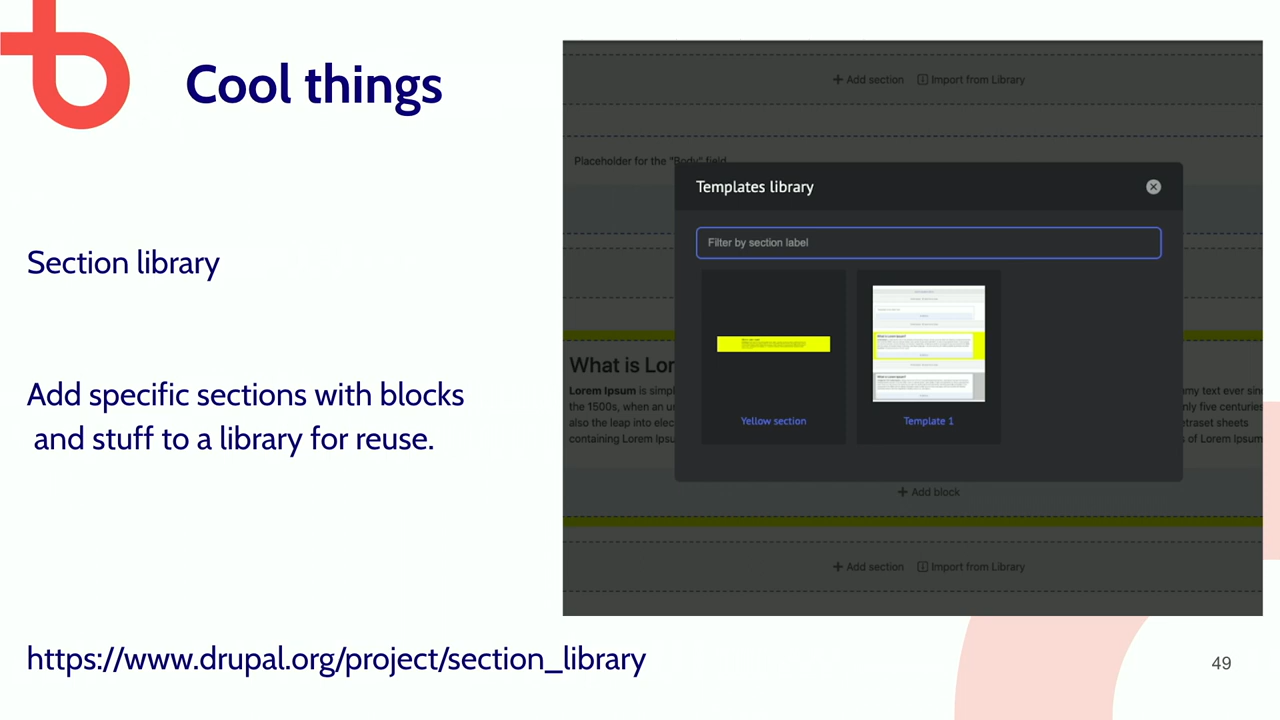 Cool things
Section library
Add specific sections with blocks
and stuff to a library for reuse.
https://www.drupal.org/project/section_library
+ Add section Import from Library
Placeholder for the "Body" field
Templates library
Filter by section label
Yellow section
Template 1
What is Lor
Lorem Ipsum is simpl
my text ever sin
the 1500s, when an u
nly five centuries
also the leap into elec
etraset sheets
containing Lorem Ipsu
s of Lorem Ipsum
+ Add block
+ Add section Import from Library
49